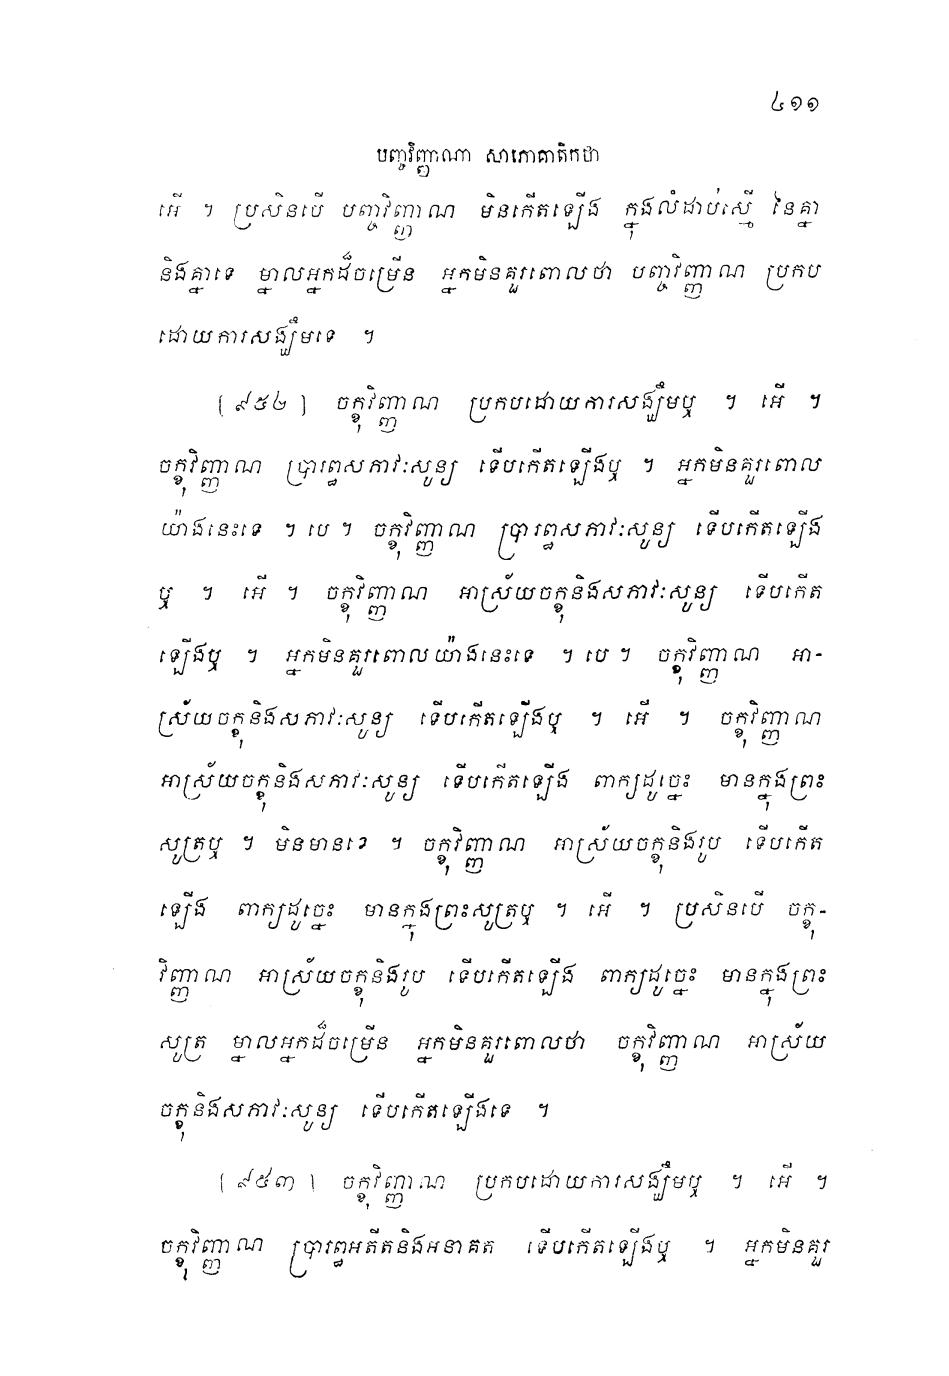 ៤១១
បញ្ចវិញ្ញាណា សាភោគាតិកថា
អើ ។ ប្រសិនបើ បញ្ចវិញ្ញាណ មិនកើតឡើង ក្នុងលំដាប់ស្មើ នៃគ្នា
និងគ្នាទេ ម្នាលអ្នកដ៏ចម្រើន អ្នកមិនគួរពោលថា បញ្ចវិញ្ញាណ ប្រកប
ដោយការសង្ឃឹមទេ ។
[ ៩៥២ ] ចក្ខុវិញ្ញាណ ប្រកបដោយការសង្ឃឹមឬ ។ អើ ។
ចក្ខុវិញ្ញាណ ប្រារព្ធសភាវៈសូន្យ ទើបកើតឡើងឬ ។ អ្នកមិនគួរពោល
យ៉ាងនេះទេ ។ បេ ។ ចក្ខុវិញ្ញាណ ប្រារព្ធសភាវៈសូន្យ ទើបកើតឡើង
ឬ ។ អើ ។ ចក្ខុវិញ្ញាណ អាស្រ័យចក្ខុនិងសភាវៈសូន្យ ទើបកើត
ឡើងឬ ។ អ្នកមិនគួរពោលយ៉ាងនេះទេ ។ បេ ។ ចក្ខុវិញ្ញាណ អា-
ស្រ័យចក្ខុនិងសភាវៈសូន្យ ទើបកើតឡើងឬ ។ អើ ។ ចក្ខុវិញ្ញាណ
អាស្រ័យចក្ខុនិងសភាវៈសូន្យ ទើបកើតឡើង ពាក្យដូច្នេះ មានក្នុងព្រះ
សូត្រឬ ។ មិនមានទេ ។ ចក្ខុវិញ្ញាណ អាស្រ័យចក្ខុនិងរូប ទើបកើត
ឡើង ពាក្យដូច្នេះ មានក្នុងព្រះសូត្រឬ ។ អើ ។ ប្រសិនបើ ចក្ខុ-
វិញ្ញាណ អាស្រ័យចក្ខុនិងរូប ទើបកើតឡើង ពាក្យដូច្នេះ មានក្នុងព្រះ
សូត្រ ម្នាលអ្នកដ៏ចម្រើន អ្នកមិនគួរពោលថា ចក្ខុវិញ្ញាណ អាស្រ័យ
ចក្ខុនិងសភាវៈសូន្យ ទើបកើតឡើងទេ ។
[ ៩៥៣ ] ចក្ខុវិញ្ញាណ ប្រកបដោយការសង្ឃឹមឬ ។ អើ ។
ចក្ខុវិញ្ញាណ ប្រារព្ធអតីតនិងអនាគត ទើបកើតឡើងឬ ។ អ្នកមិនគួរ